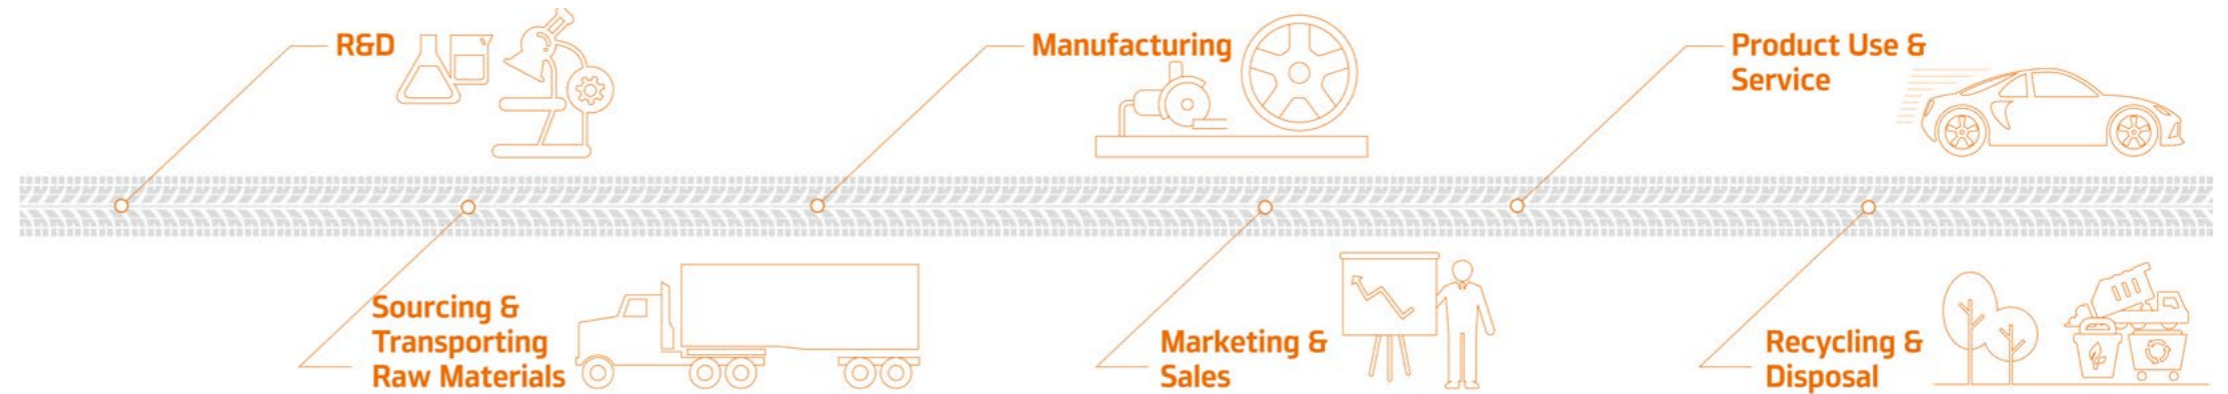 R&D
Manufacturing
Product Use &
Service
Sourcing &
Transporting
Raw Materials
Marketing &
Sales
Recycling &
Disposal